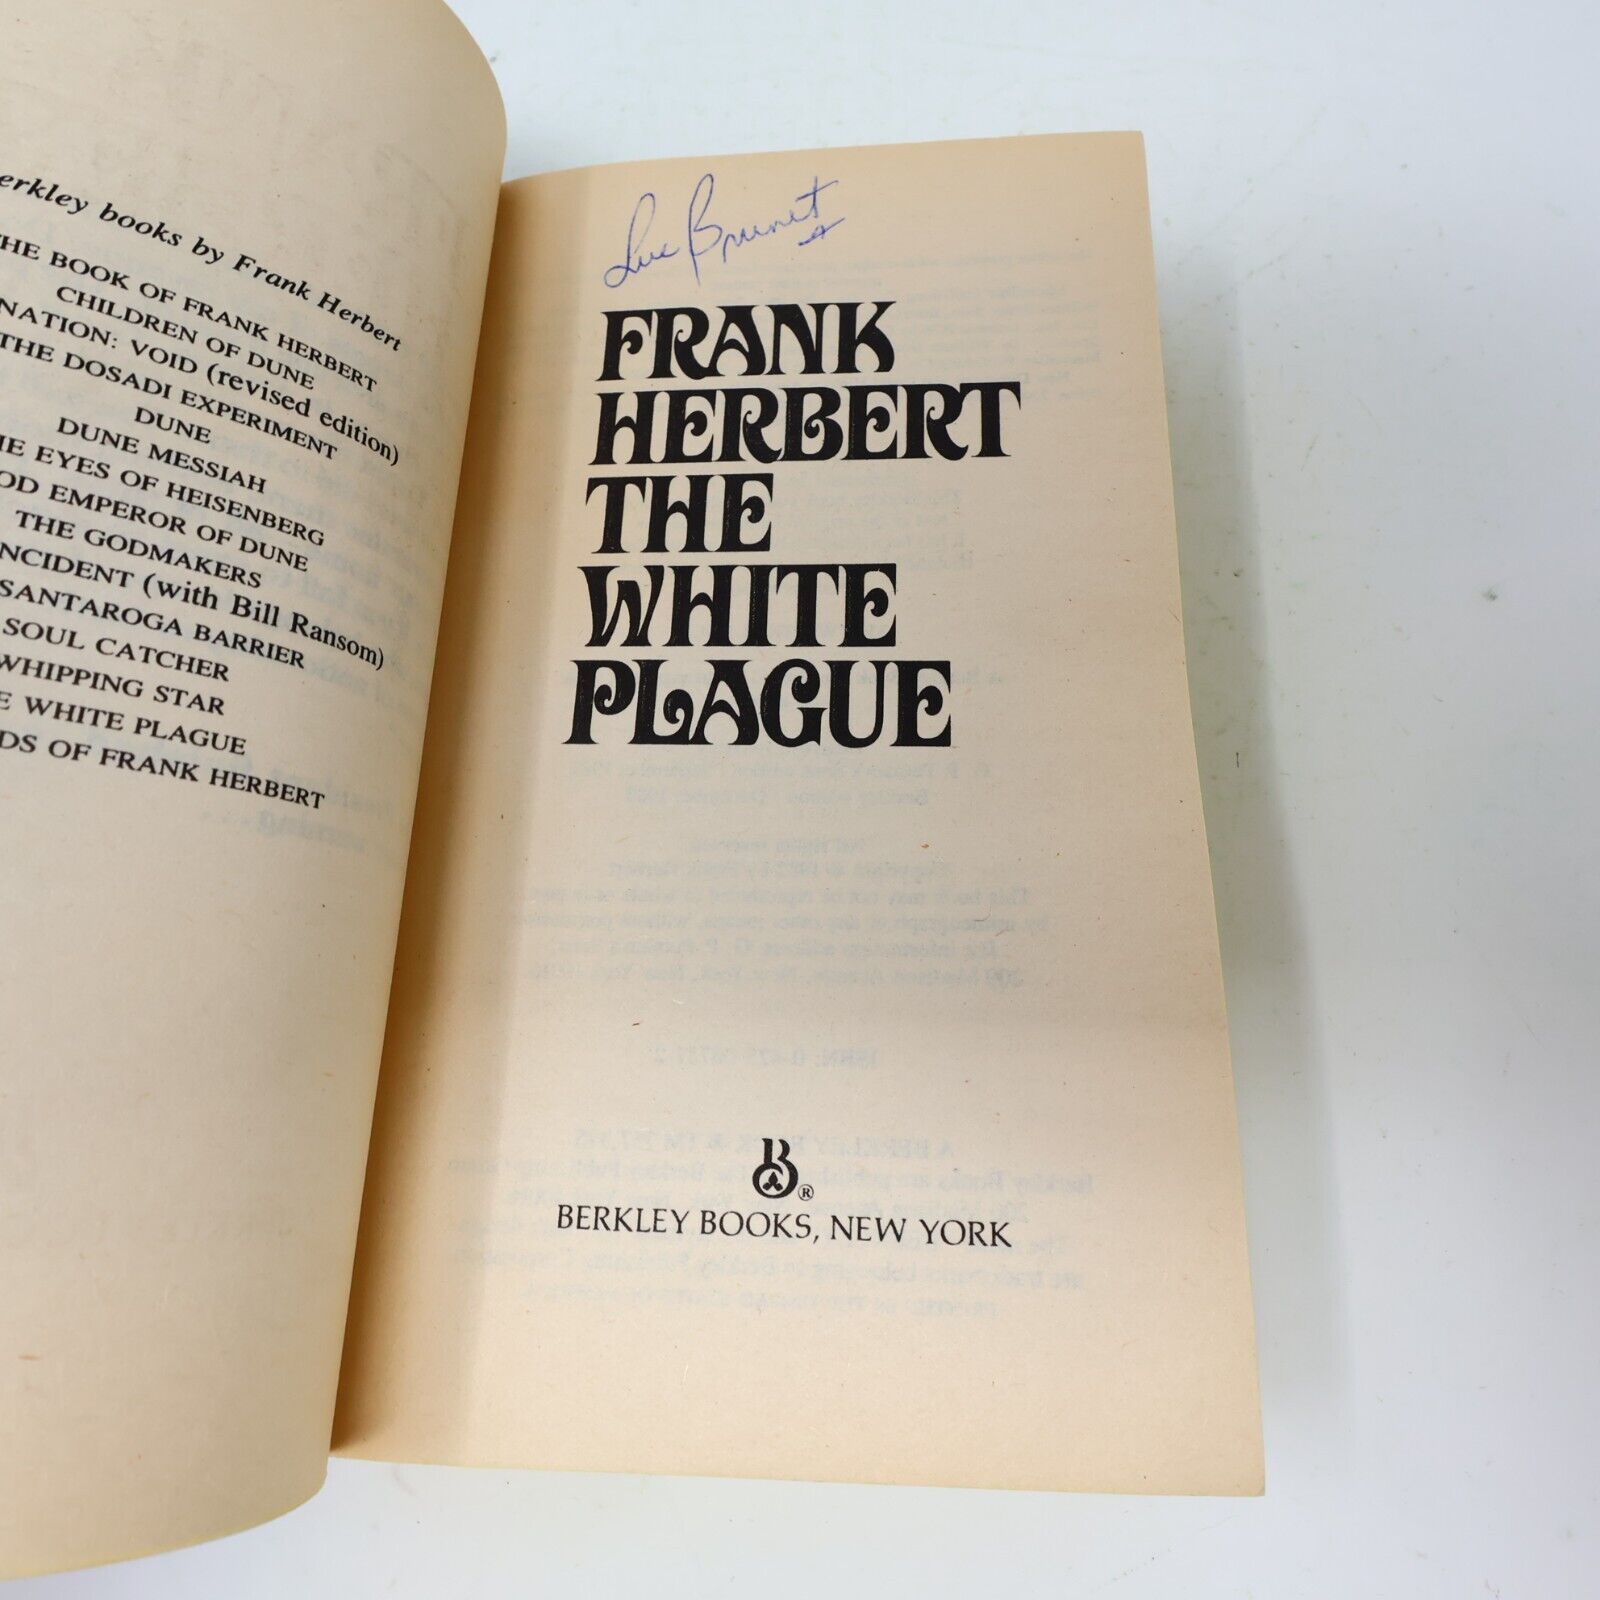 erkley books by Frank Herbert
HE BOOK OF FRANK HERBERT
CHILDREN OF DUNE
NATION: VOID (revised edition)
THE DOSADI EXPERIMENT
DUNE
DUNE MESSIAH
HE EYES OF HEISENBERG
OD EMPEROR OF DUNE
THE GODMAKERS
NCIDENT (with Bill Ransom)
SANTAROGA BARRIER
SOUL CATCHER
WHIPPING STAR
E WHITE PLAGUE
DS OF FRANK HERBERT
Luc Brunet
FRANK
HERBERT
THE
WHITE
PLAGUE
B
®
BERKLEY BOOKS, NEW YORK